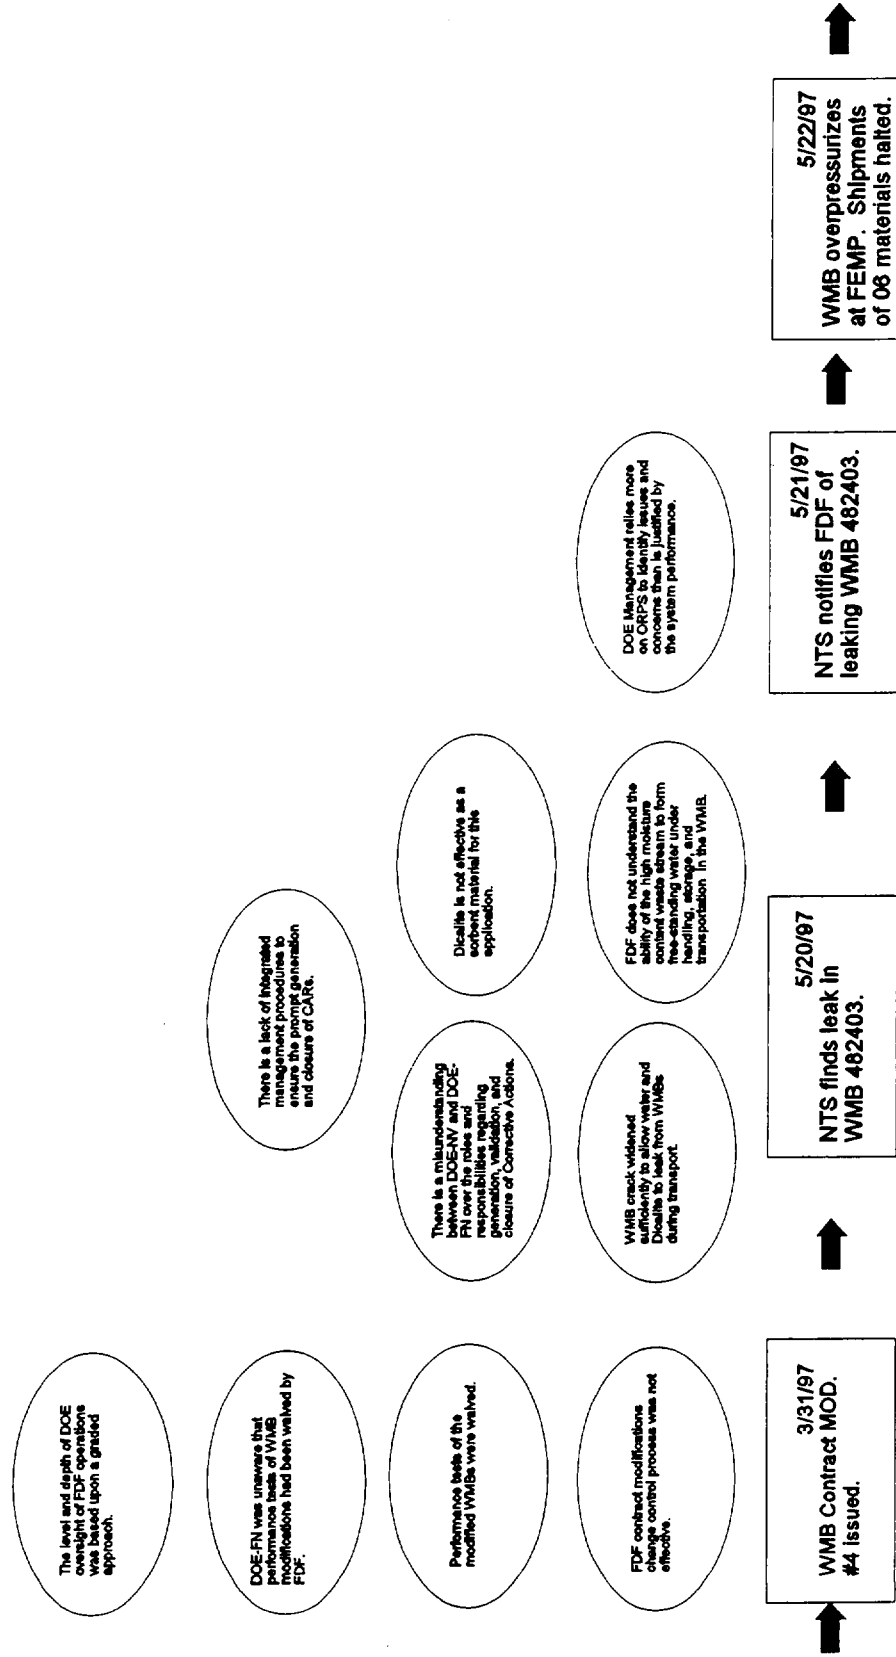 The level and depth of DOE
oversight of FDF operations
was based upon a graded
approach.
DOE-FN was unaware that
performance tests of WMB
modifications had been waived by
FDF.
There is a lack of integrated
management procedures to
ensure the prompt generation
and closure of CARs.
Performance tests of the
modified WMBs were waived.
There is a misunderstanding
between DOE-NV and DOE-
FN over the roles and
responsibilities regarding
generation, validation, and
closure of Corrective Actions.
Dicalite is not effective as a
sorbent material for this
application.
FDF contract modifications
change control process was not
effective.
WMB crack widened
sufficiently to allow water and
Dicalite to leak from WMBs
during transport.
FDF does not understand the
ability of the high moisture
content waste stream to form
free-standing water under
handling, storage, and
transportation in the WMB.
DOE Management relies more
on ORPS to identify issues and
concerns than is justified by
the system performance.
3/31/97
WMB Contract MOD.
#4 issued.
5/20/97
NTS finds leak in
WMB 482403.
5/21/97
NTS notifies FDF of
leaking WMB 482403.
5/22/97
WMB overpressurizes
at FEMP. Shipments
of 06 materials halted.